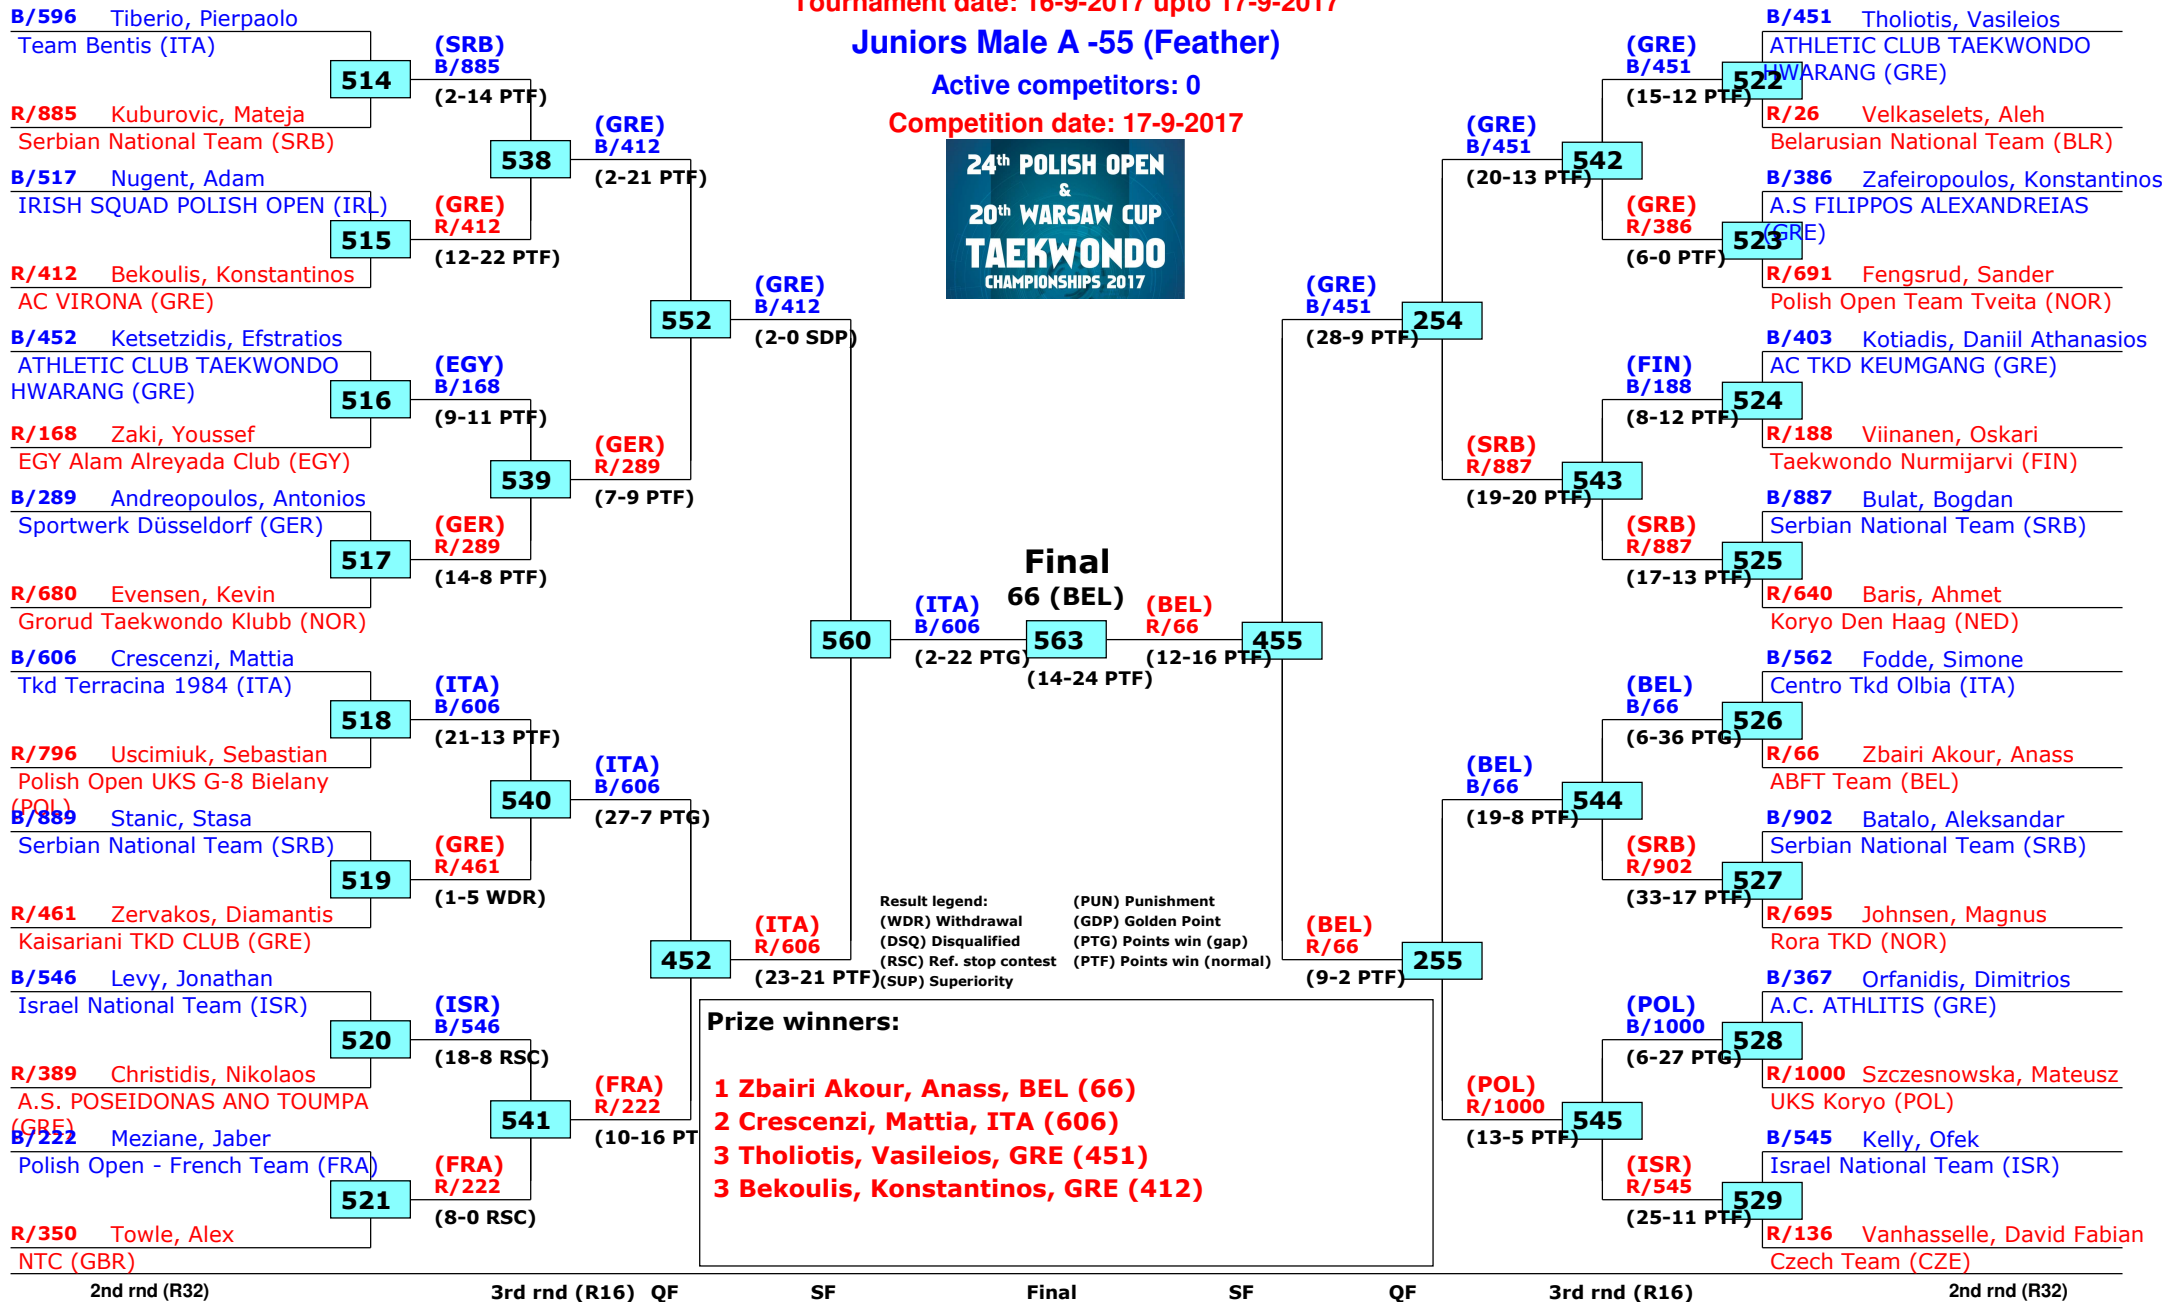 Tournament date: 16-9-2017 upto 17-9-2017
Juniors Male A -55 (Feather)
Active competitors: 0
Competition date: 17-9-2017
24th POLISH OPEN
&
20th WARSAW CUP
TAEKWONDO
CHAMPIONSHIPS 2017
B/596 Tiberio, Pierpaolo
Team Bentis (ITA)
514
R/885 Kuburovic, Mateja
Serbian National Team (SRB)
B/517 Nugent, Adam
IRISH SQUAD POLISH OPEN (IRL)
515
R/412 Bekoulis, Konstantinos
AC VIRONA (GRE)
B/452 Ketsetzidis, Efstratios
ATHLETIC CLUB TAEKWONDO
HWARANG (GRE)
516
R/168 Zaki, Youssef
EGY Alam Alreyada Club (EGY)
B/289 Andreopoulos, Antonios
Sportwerk Düsseldorf (GER)
517
R/680 Evensen, Kevin
Grorud Taekwondo Klubb (NOR)
B/606 Crescenzi, Mattia
Tkd Terracina 1984 (ITA)
518
R/796 Uscimiuk, Sebastian
Polish Open UKS G-8 Bielany
(POL)
B/889 Stanic, Stasa
Serbian National Team (SRB)
519
R/461 Zervakos, Diamantis
Kaisariani TKD CLUB (GRE)
B/546 Levy, Jonathan
Israel National Team (ISR)
520
R/389 Christidis, Nikolaos
A.S. POSEIDONAS ANO TOUMPA
(GRE)
B/222 Meziane, Jaber
Polish Open - French Team (FRA)
521
R/350 Towle, Alex
NTC (GBR)
(SRB)
B/885
(2-14 PTF)
538
(GRE)
R/412
(12-22 PTF)
(EGY)
B/168
(9-11 PTF)
539
(GER)
R/289
(14-8 PTF)
(ITA)
B/606
(21-13 PTF)
540
(GRE)
R/461
(1-5 WDR)
(ISR)
B/546
(18-8 RSC)
541
(FRA)
R/222
(8-0 RSC)
(GRE)
B/412
(2-21 PTF)
552
(GER)
R/289
(7-9 PTF)
(ITA)
B/606
(27-7 PTG)
452
(FRA)
R/222
(10-16 PT
(GRE)
B/412
(2-0 SDP)
560
(ITA)
R/606
(23-21 PTF)
(ITA)
B/606
(2-22 PTG)
Final
66 (BEL)
563
(14-24 PTF)
(BEL)
R/66
(12-16 PTF)
455
(GRE)
B/451
(28-9 PTF)
254
(BEL)
R/66
(9-2 PTF)
255
(GRE)
B/451
(20-13 PTF)
542
(SRB)
R/887
(19-20 PTF)
543
(BEL)
B/66
(19-8 PTF)
544
(POL)
R/1000
(13-5 PTF)
545
(GRE)
B/451
(15-12 PTF)
522
(GRE)
R/386
(6-0 PTF)
523
(FIN)
B/188
(8-12 PTF)
524
(SRB)
R/887
(17-13 PTF)
525
(BEL)
B/66
(6-36 PTG)
526
(SRB)
R/902
(33-17 PTF)
527
(POL)
B/1000
(6-27 PTG)
528
(ISR)
R/545
(25-11 PTF)
529
B/451 Tholiotis, Vasileios
ATHLETIC CLUB TAEKWONDO
HWARANG (GRE)
R/26 Velkaselets, Aleh
Belarusian National Team (BLR)
B/386 Zafeiropoulos, Konstantinos
A.S FILIPPOS ALEXANDREIAS
(GRE)
R/691 Fengsrud, Sander
Polish Open Team Tveita (NOR)
B/403 Kotiadis, Daniil Athanasios
AC TKD KEUMGANG (GRE)
R/188 Viinanen, Oskari
Taekwondo Nurmijarvi (FIN)
B/887 Bulat, Bogdan
Serbian National Team (SRB)
R/640 Baris, Ahmet
Koryo Den Haag (NED)
B/562 Fodde, Simone
Centro Tkd Olbia (ITA)
R/66 Zbairi Akour, Anass
ABFT Team (BEL)
B/902 Batalo, Aleksandar
Serbian National Team (SRB)
R/695 Johnsen, Magnus
Rora TKD (NOR)
B/367 Orfanidis, Dimitrios
A.C. ATHLITIS (GRE)
R/1000 Szczesnowska, Mateusz
UKS Koryo (POL)
B/545 Kelly, Ofek
Israel National Team (ISR)
R/136 Vanhasselle, David Fabian
Czech Team (CZE)
Result legend: (PUN) Punishment
(WDR) Withdrawal (GDP) Golden Point
(DSQ) Disqualified (PTG) Points win (gap)
(RSC) Ref. stop contest (PTF) Points win (normal)
(SUP) Superiority
Prize winners:
1 Zbairi Akour, Anass, BEL (66)
2 Crescenzi, Mattia, ITA (606)
3 Tholiotis, Vasileios, GRE (451)
3 Bekoulis, Konstantinos, GRE (412)
2nd rnd (R32) 3rd rnd (R16) QF SF Final SF QF 3rd rnd (R16) 2nd rnd (R32)